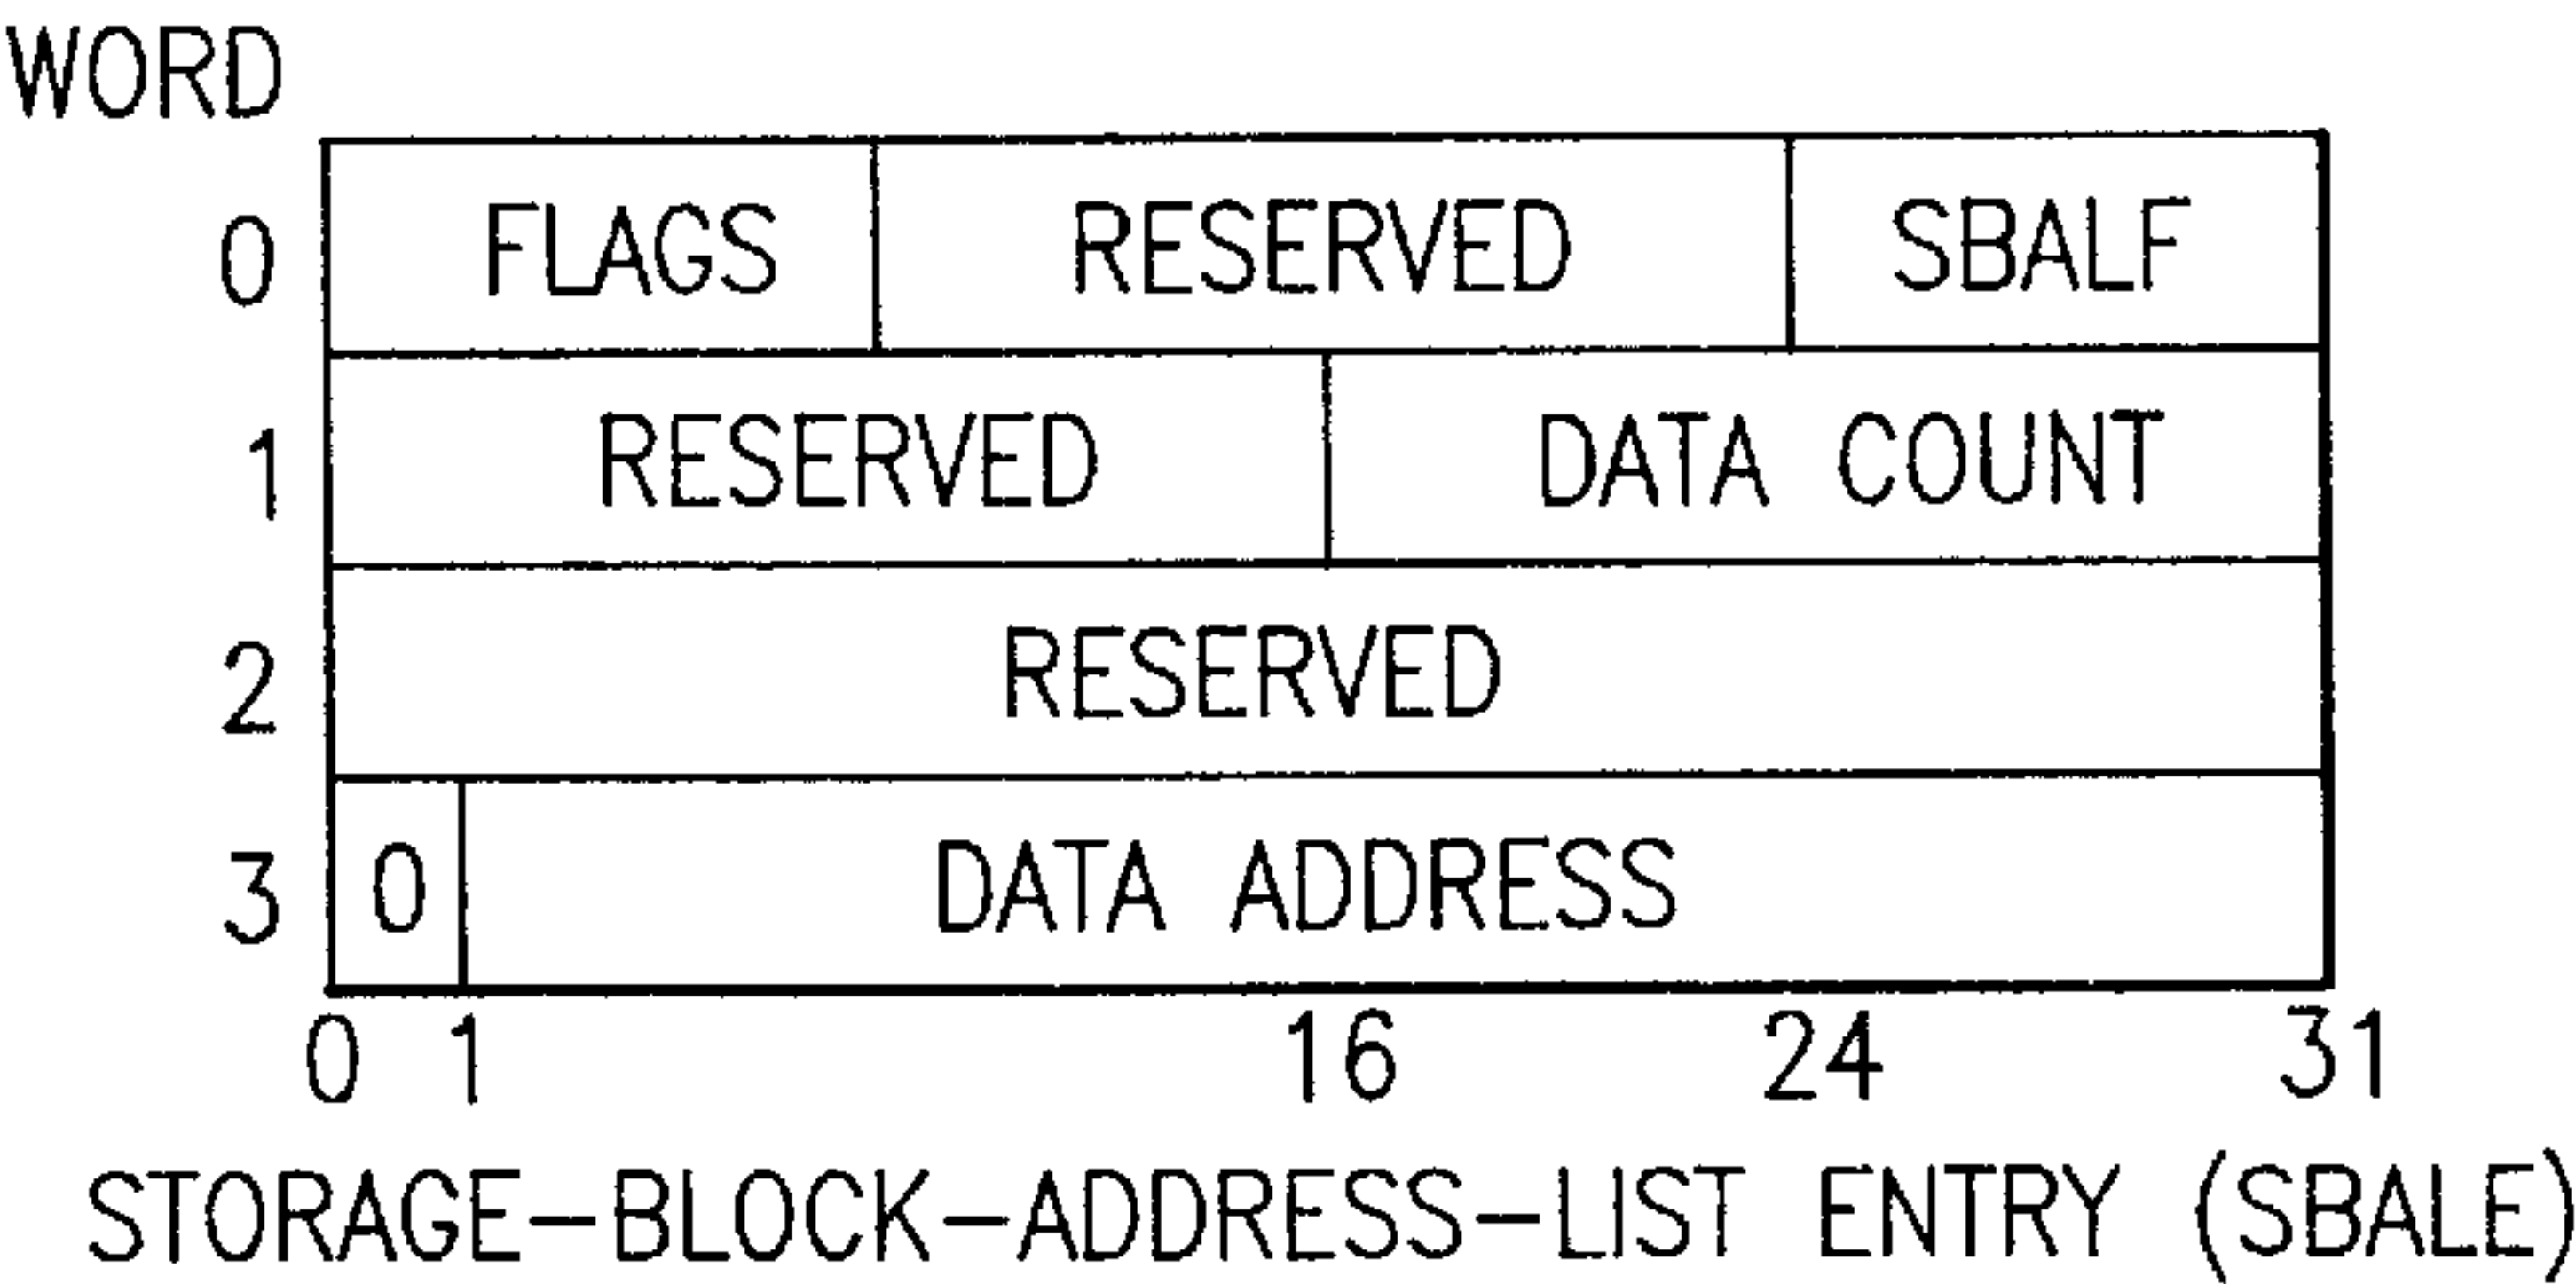 WORD
0 FLAGS RESERVED SBALF
1 RESERVED DATA COUNT
2 RESERVED
3 0 DATA ADDRESS
0 1 16 24 31
STORAGE-BLOCK-ADDRESS-LIST ENTRY (SBALE)